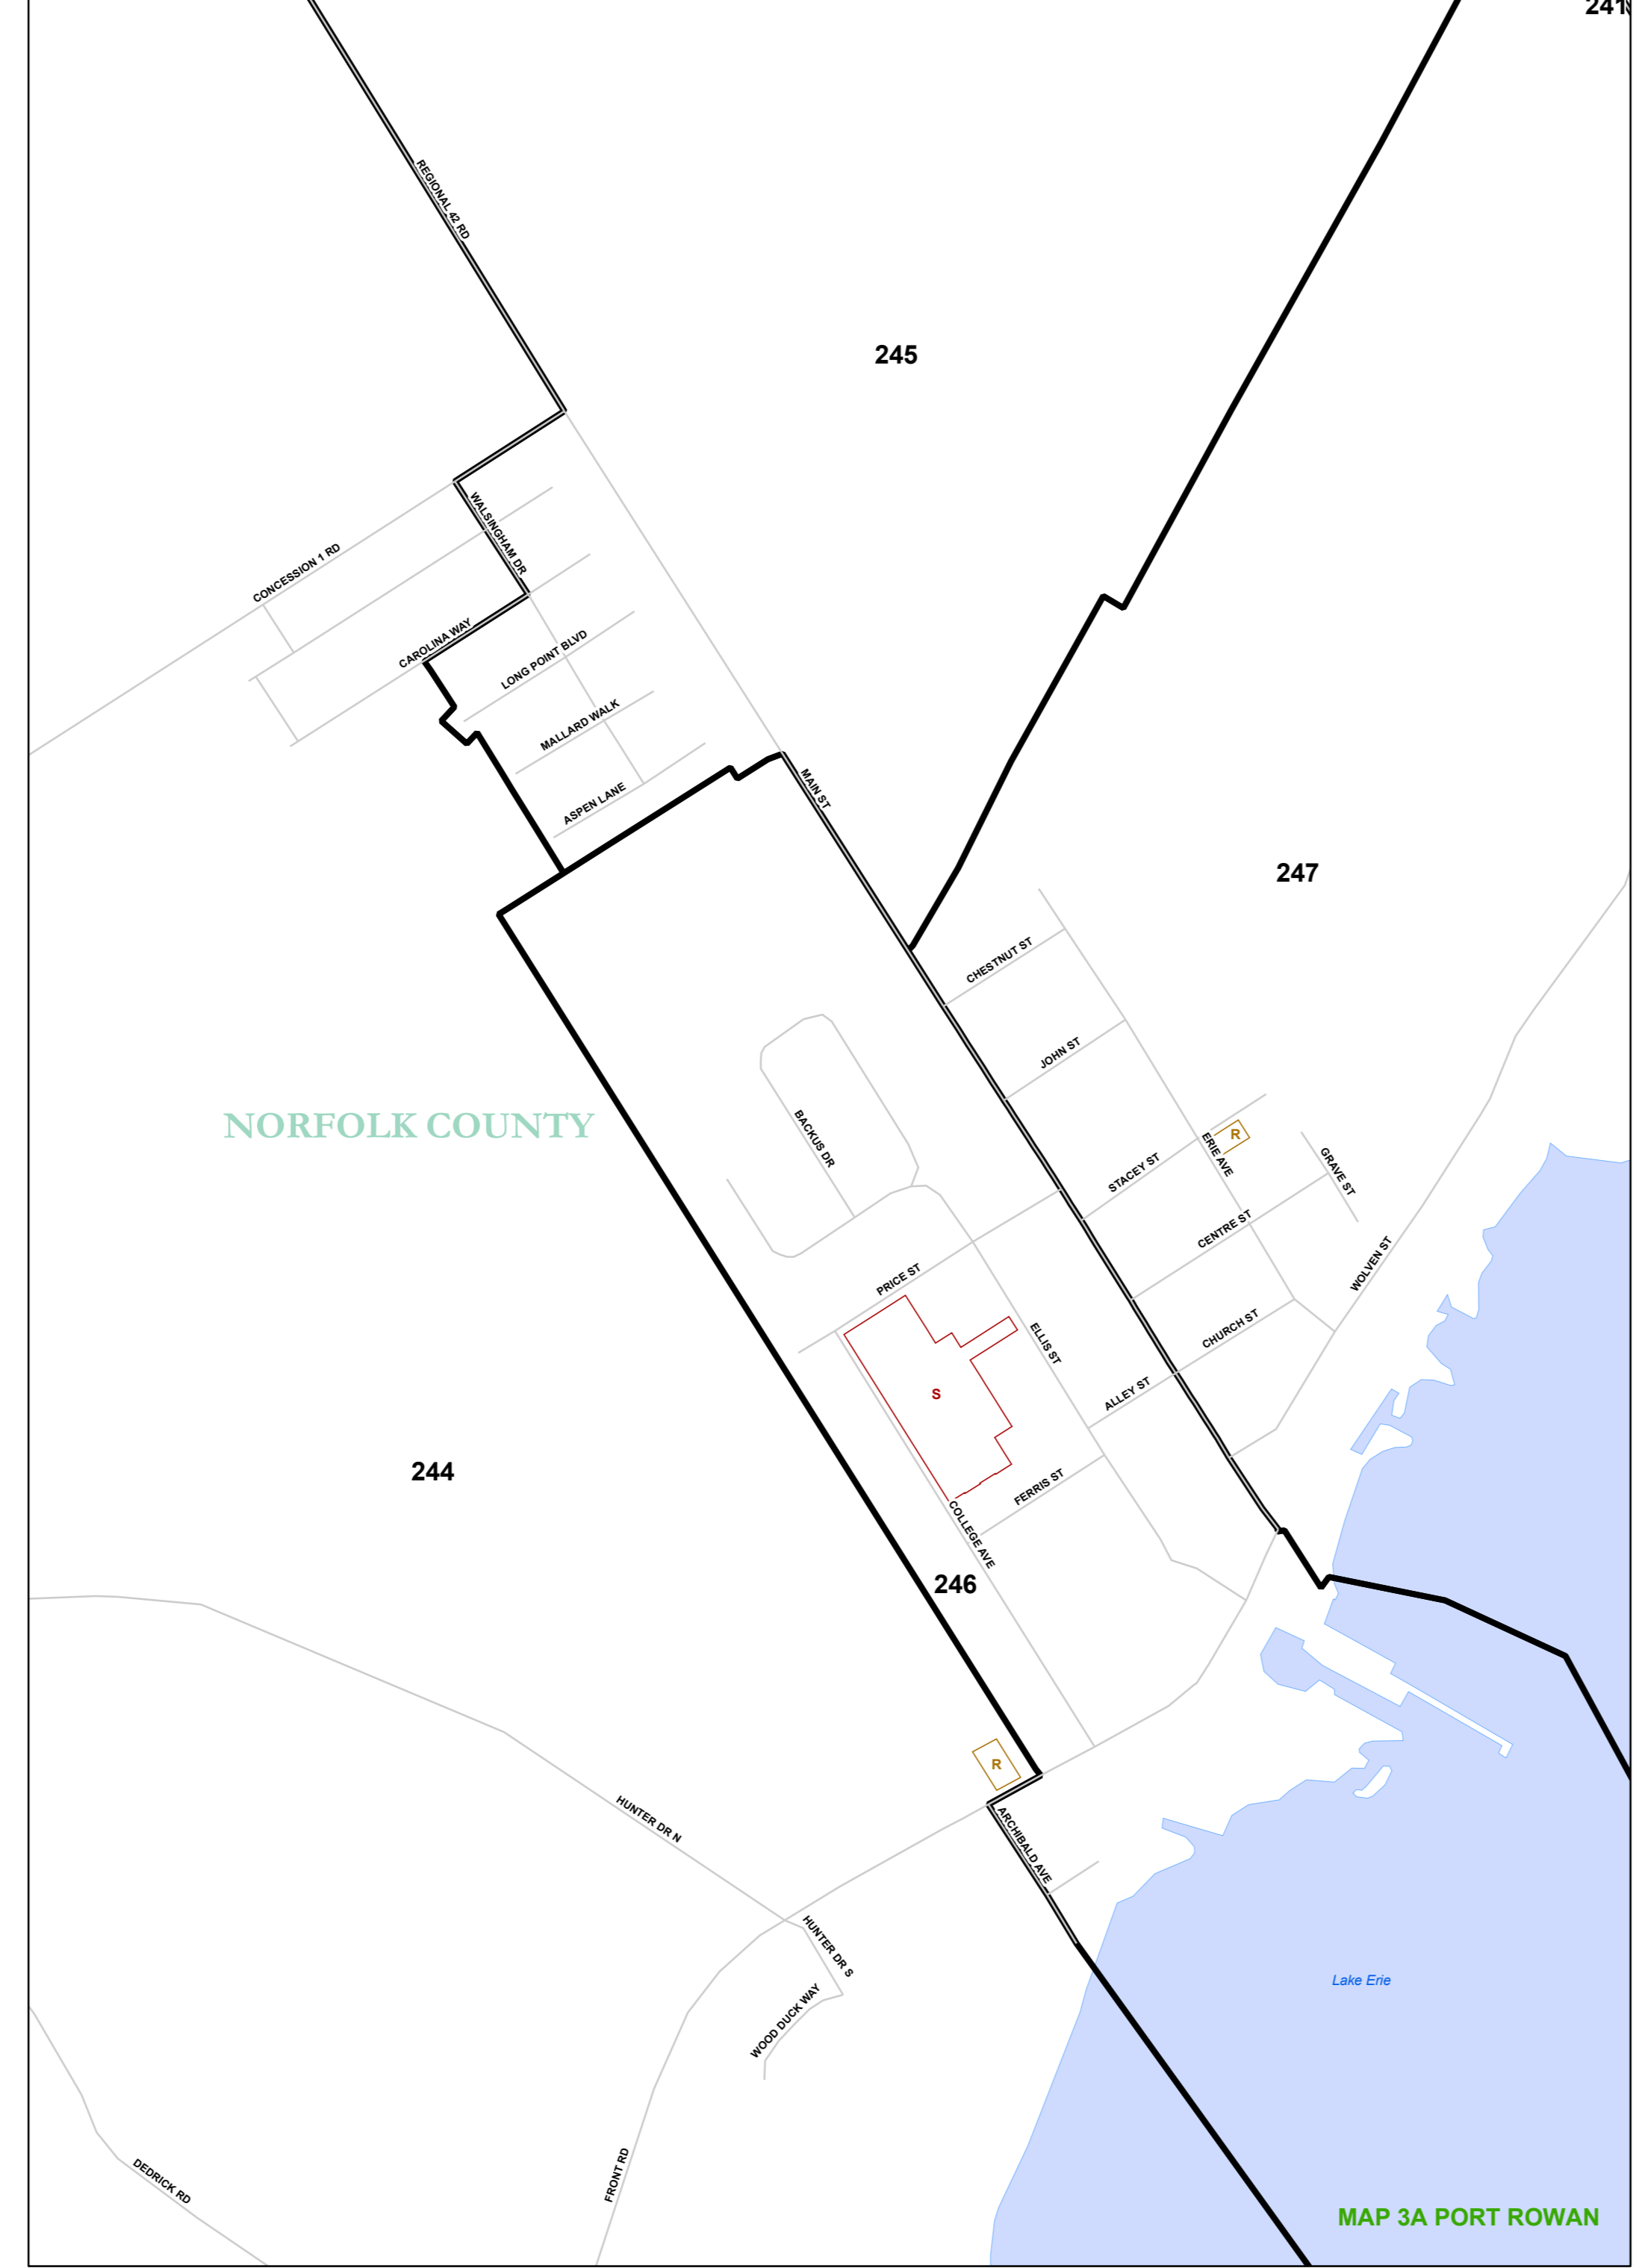 241
REGIONAL 42 RD
245
WALSINGHAM DR
CONCESSION 1 RD
CAROLINA WAY
LONG POINT BLVD
MALLARD WALK
ASPEN LANE
MAIN ST
247
CHESTNUT ST
JOHN ST
NORFOLK COUNTY
BACKUS DR
STACEY ST
ERIE AVE
R
GRAVE ST
CENTRE ST
WOLVEN ST
PRICE ST
ELLIS ST
CHURCH ST
S
ALLEY ST
244
FERRIS ST
COLLEGE AVE
246
R
HUNTER DR N
ARCHIBALD AVE
HUNTER DR S
WOOD DUCK WAY
Lake Erie
DEDRICK RD
FRONT RD
MAP 3A PORT ROWAN